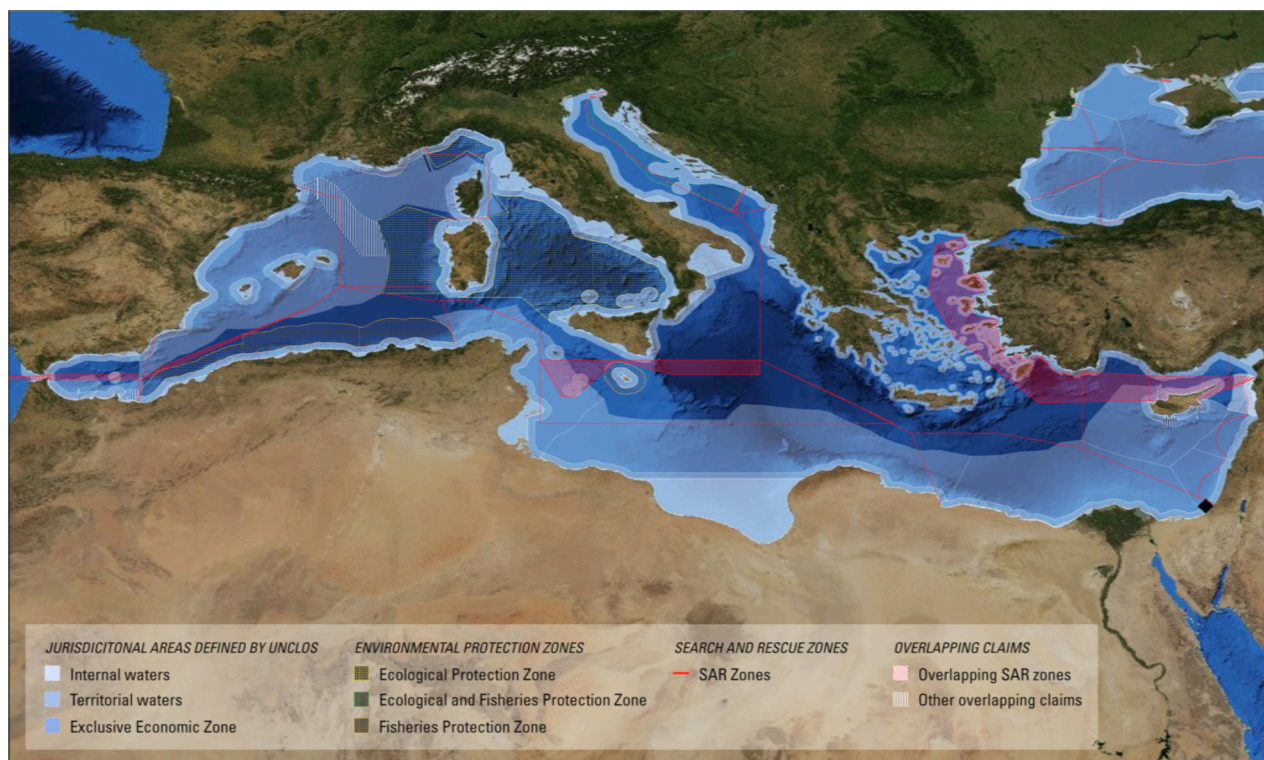 JURISDICITONAL AREAS DEFINED BY UNCLOS
Internal waters
Territorial waters
Exclusive Economic Zone
ENVIRONMENTAL PROTECTION ZONES
Ecological Protection Zone
Ecological and Fisheries Protection Zone
Fisheries Protection Zone
SEARCH AND RESCUE ZONES
SAR Zones
OVERLAPPING CLAIMS
Overlapping SAR zones
Other overlapping claims